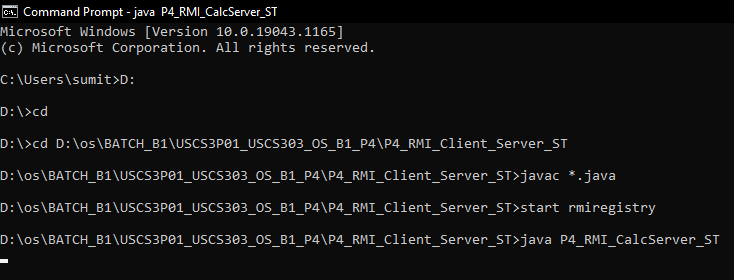 Command Prompt - java  P4_RMI_CalcServer_ST
Microsoft Windows [Version 10.0.19043.1165]
(c) Microsoft Corporation. All rights reserved.
C:\Users\sumit>D:
D:\>cd
D:\>cd D:\os\BATCH_B1\USCS3P01_USCS303_OS_B1_P4\P4_RMI_Client_Server_ST
D:\os\BATCH_B1\USCS3P01_USCS303_OS_B1_P4\P4_RMI_Client_Server_ST>javac *.java
D:\os\BATCH_B1\USCS3P01_USCS303_OS_B1_P4\P4_RMI_Client_Server_ST>start rmiregistry
D:\os\BATCH_B1\USCS3P01_USCS303_OS_B1_P4\P4_RMI_Client_Server_ST>java P4_RMI_CalcServer_ST